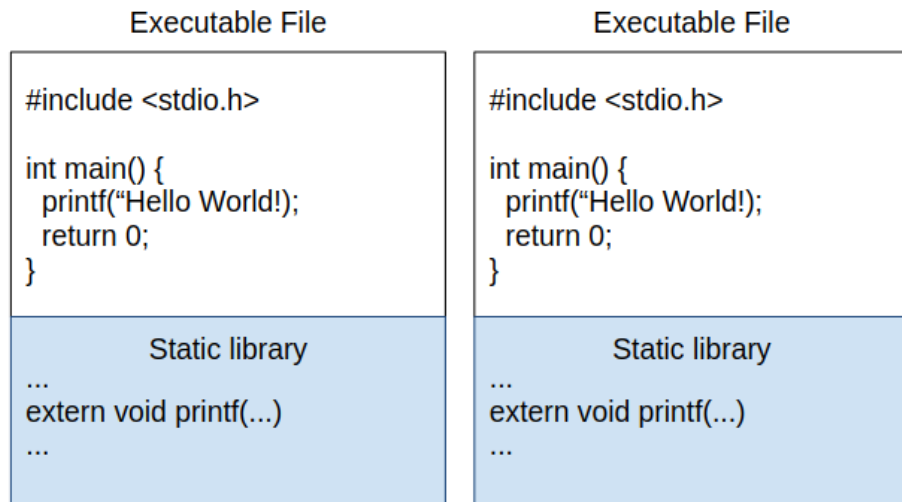 Executable File
#include <stdio.h>
int main() {
printf(“Hello World!);
return 0;
}
Static library
...
extern void printf(...)
...
Executable File
#include <stdio.h>
int main() {
printf(“Hello World!);
return 0;
}
Static library
...
extern void printf(...)
...